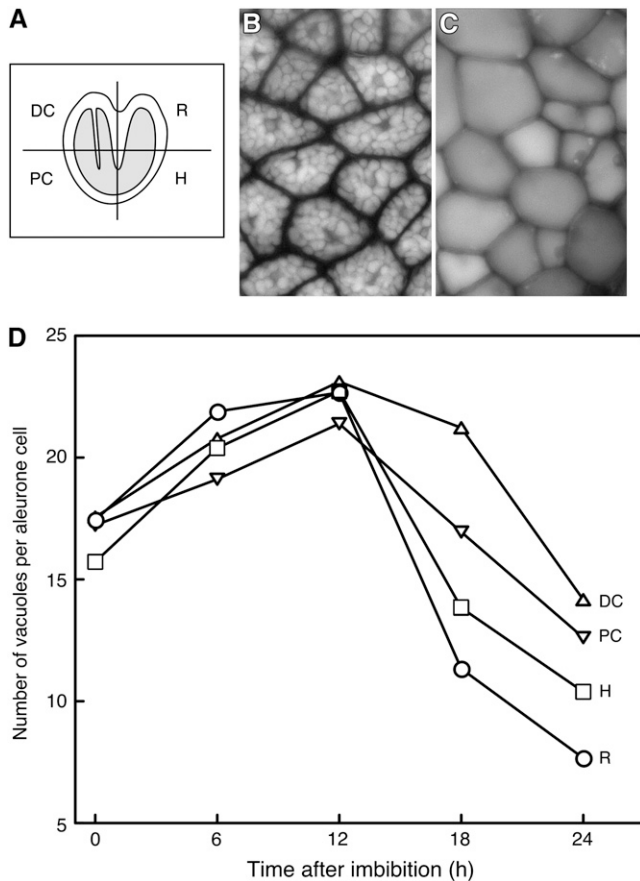 A
B
C
DC
R
PC
H
D
25
20
15
10
5
Number of vacuoles per aleurone cell
DC
PC
H
R
0
6
12
18
24
Time after imbibition (h)